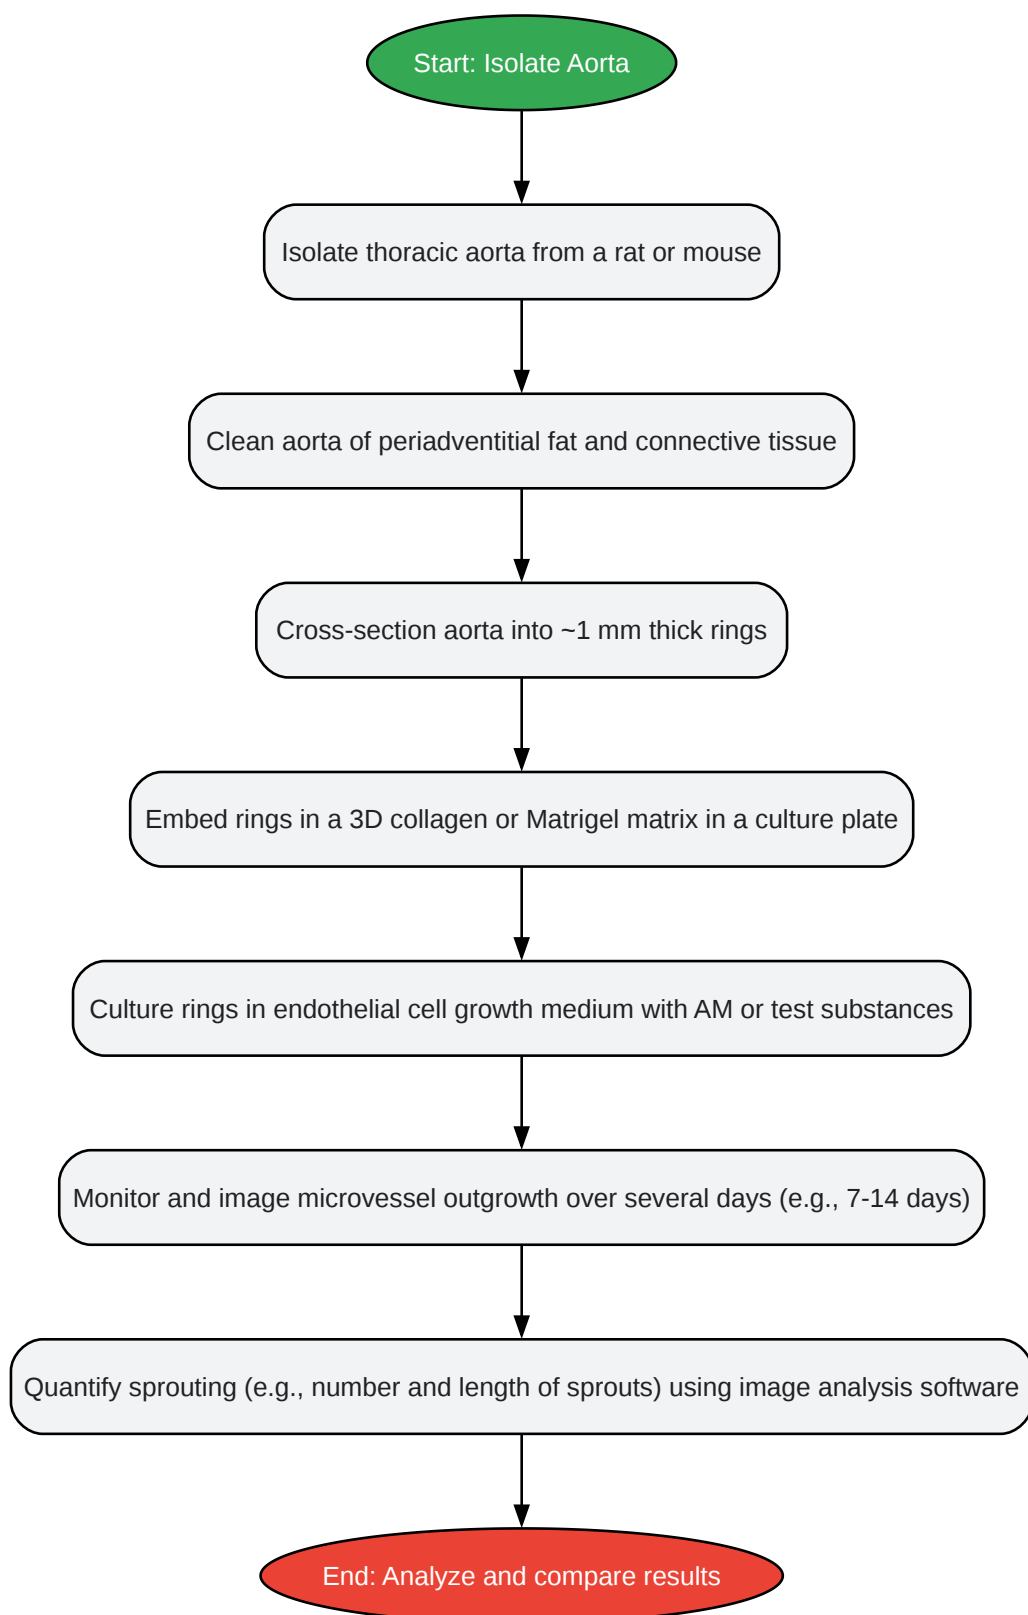 Start: Isolate Aorta
Isolate thoracic aorta from a rat or mouse
Clean aorta of periadventitial fat and connective tissue
Cross-section aorta into ~1 mm thick rings
Embed rings in a 3D collagen or Matrigel matrix in a culture plate
Culture rings in endothelial cell growth medium with AM or test substances
Monitor and image microvessel outgrowth over several days (e.g., 7-14 days)
Quantify sprouting (e.g., number and length of sprouts) using image analysis software
End: Analyze and compare results